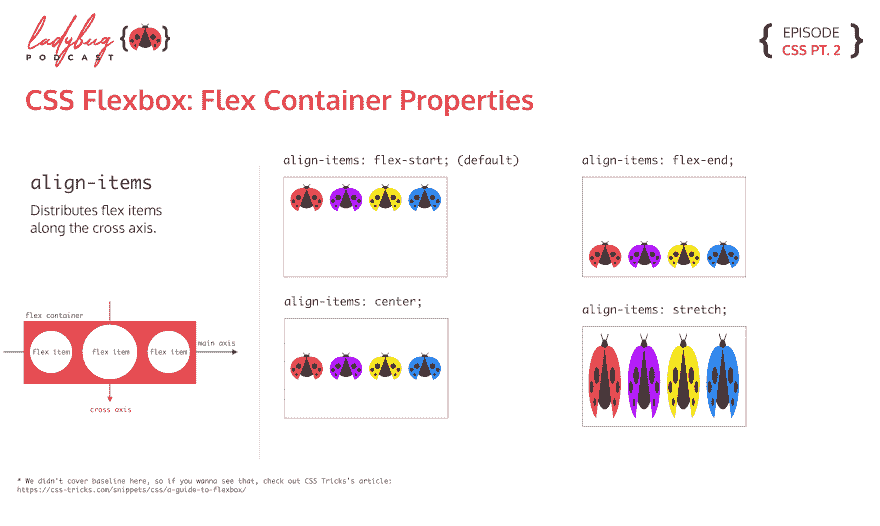 ladybug
PODCAST
EPISODE
CSS PT. 2
CSS Flexbox: Flex Container Properties
align-items
Distributes flex items
along the cross axis.
flex container
flex item
flex item
flex item
main axis
cross axis
align-items: flex-start; (default)
align-items: flex-end;
align-items: center;
align-items: stretch;
* We didn't cover baseline here, so if you wanna see that, check out CSS Tricks's article:
https://css-tricks.com/snippets/css/a-guide-to-flexbox/